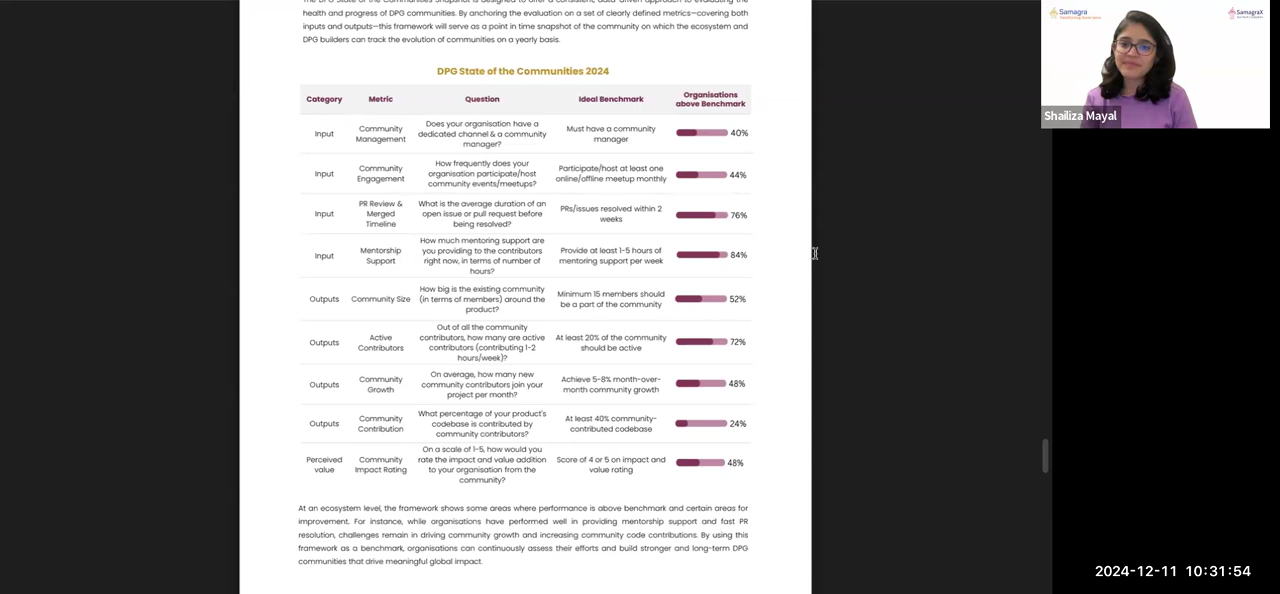 health and progress of DPG communities. By anchoring the evaluation on a set of clearly defined metrics—covering both
inputs and outputs—this framework will serve as a point in time snapshot of the community on which the ecosystem and
DPG builders can track the evolution of communities on a yearly basis.
DPG State of the Communities 2024
Category Metric Question Ideal Benchmark Organisations
above Benchmark
Input
Community
Management
Does your organisation have a
dedicated channel & a community
manager?
Must have a community
manager
40%
Input
Community
Engagement
How frequently does your
organisation participate/host
community events/meetups?
Participate/host at least one
online/offline meetup monthly
44%
Input
PR Review &
Merged
Timeline
What is the average duration of an
open issue or pull request before
being resolved?
PRs/issues resolved within 2
weeks
76%
Input
Mentorship
Support
How much mentoring support are
you providing to the contributors
right now, in terms of number of
hours?
Provide at least 1-5 hours of
mentoring support per week
84%
Outputs
Community Size
How big is the existing community
(in terms of members) around the
product?
Minimum 15 members should
be a part of the community
52%
Outputs
Active
Contributors
Out of all the community
contributors, how many are active
contributors (contributing 1-2
hours/week)?
At least 20% of the community
should be active
72%
Outputs
Community
Growth
On average, how many new
community contributors join your
project per month?
Achieve 5-8% month-over-
month community growth
48%
Outputs
Community
Contribution
What percentage of your product's
codebase is contributed by
community contributors?
At least 40% community-
contributed codebase
24%
Perceived
value
Community
Impact Rating
On a scale of 1-5, how would you
rate the impact and value addition
to your organisation from the
community?
Score of 4 or 5 on impact and
value rating
48%
At an ecosystem level, the framework shows some areas where performance is above benchmark and certain areas for
improvement. For instance, while organisations have performed well in providing mentorship support and fast PR
resolution, challenges remain in driving community growth and increasing community code contributions. By using this
framework as a benchmark, organisations can continuously assess their efforts and build stronger and long-term DPG
communities that drive meaningful global impact.
Samagra
SamagraX
Shailiza Mayal
2024-12-11 10:31:54